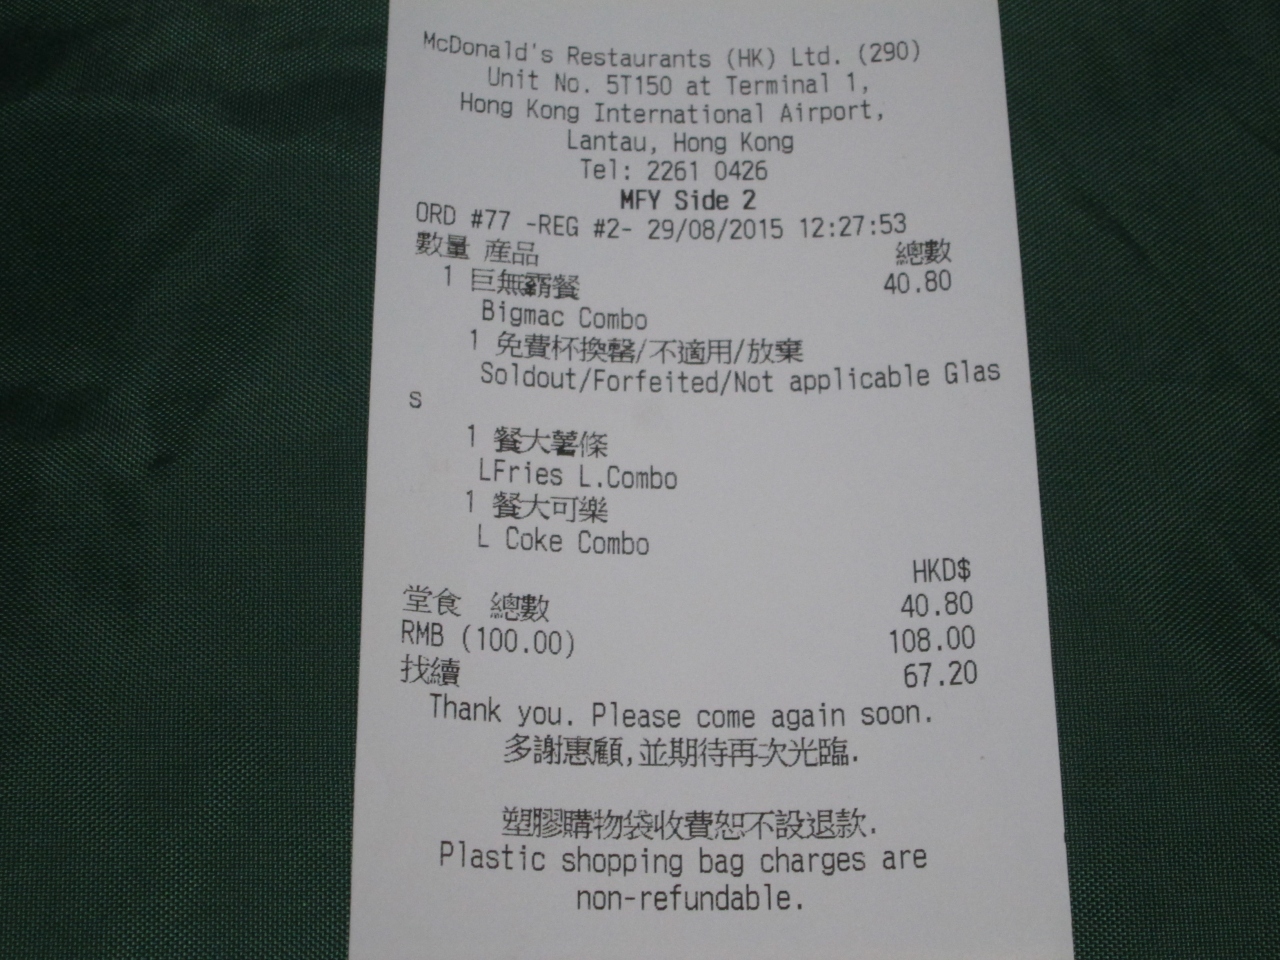 McDonald's Restaurants (HK) Ltd. (290)
Unit No. 5T150 at Terminal 1,
Hong Kong International Airport,
Lantau, Hong Kong
Tel: 2261 0426
MFY Side 2
ORD #77 -REG #2- 29/08/2015 12:27:53
數量 產品 總數
1 巨無霸餐 40.80
Bigmac Combo
1 免費杯換罄/不適用/放棄
Soldout/Forfeited/Not applicable Glas
s
1 餐大薯條
LFries L.Combo
1 餐大可樂
L Coke Combo
HKD$
堂食 總數 40.80
RMB (100.00) 108.00
找續 67.20
Thank you. Please come again soon.
多謝惠顧,並期待再次光臨.
塑膠購物袋收費恕不設退款.
Plastic shopping bag charges are
non-refundable.